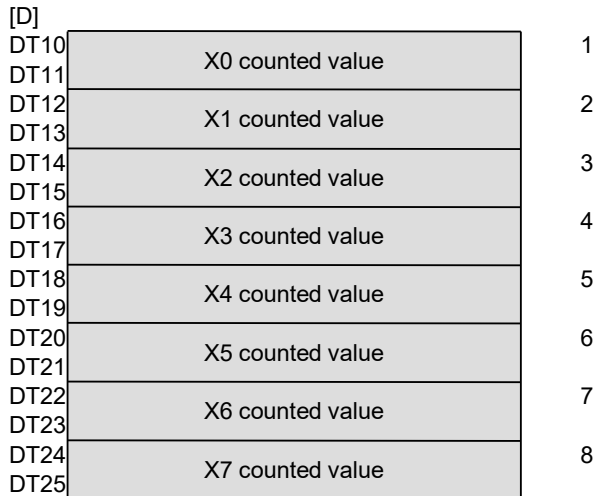 [D]
DT10
X0 counted value 1
DT11
DT12
X1 counted value 2
DT13
DT14
X2 counted value 3
DT15
DT16
X3 counted value 4
DT17
DT18
X4 counted value 5
DT19
DT20
X5 counted value 6
DT21
DT22
X6 counted value 7
DT23
DT24
X7 counted value 8
DT25